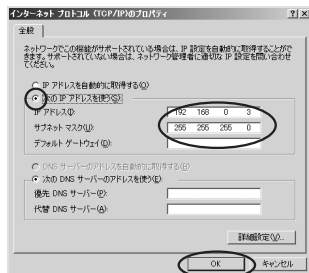 インターネット プロトコル (TCP/IP)のプロパティ ? ×
全般
ネットワークでこの機能がサポートされている場合は、IP 設定を自動的に取得することがで
きます。サポートされていない場合は、ネットワーク管理者に適切な IP 設定を問い合わせ
てください。
IP アドレスを自動的に取得する(O)
次の IP アドレスを使う(S):
IP アドレス(I): 192 168 0 3
サブネット マスク(U): 255 255 255 0
デフォルト ゲートウェイ(D):
DNS サーバーのアドレスを自動的に取得する(B)
次の DNS サーバーのアドレスを使う(E):
優先 DNS サーバー(P):
代替 DNS サーバー(A):
詳細設定(V)...
OK キャンセル